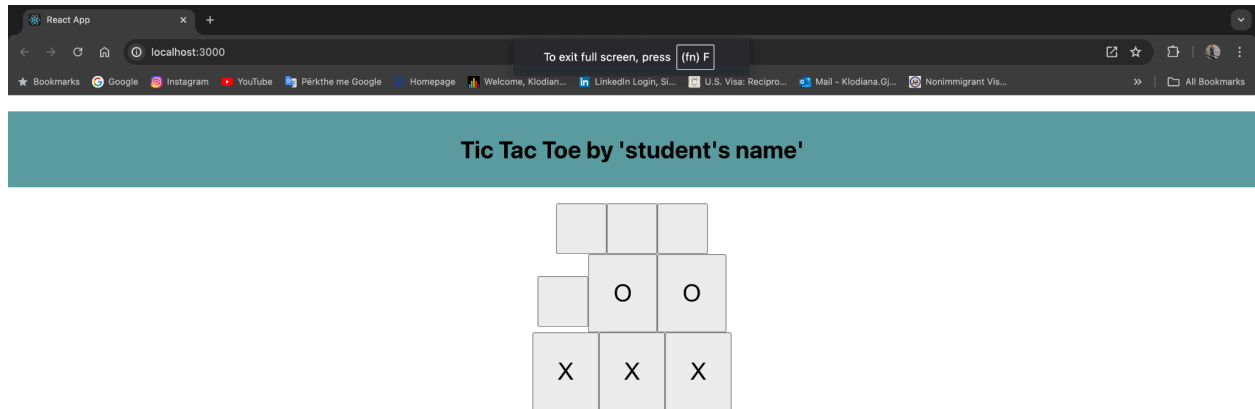 React App
localhost:3000
To exit full screen, press (fn) F
Bookmarks Google Instagram YouTube Përkthe me Google Homepage Welcome, Klodian... LinkedIn Login, Si... U.S. Visa: Recipro... Mail - Klodiana.Gj... Nonimmigrant Vis... All Bookmarks
Tic Tac Toe by 'student's name'
O O
X X X